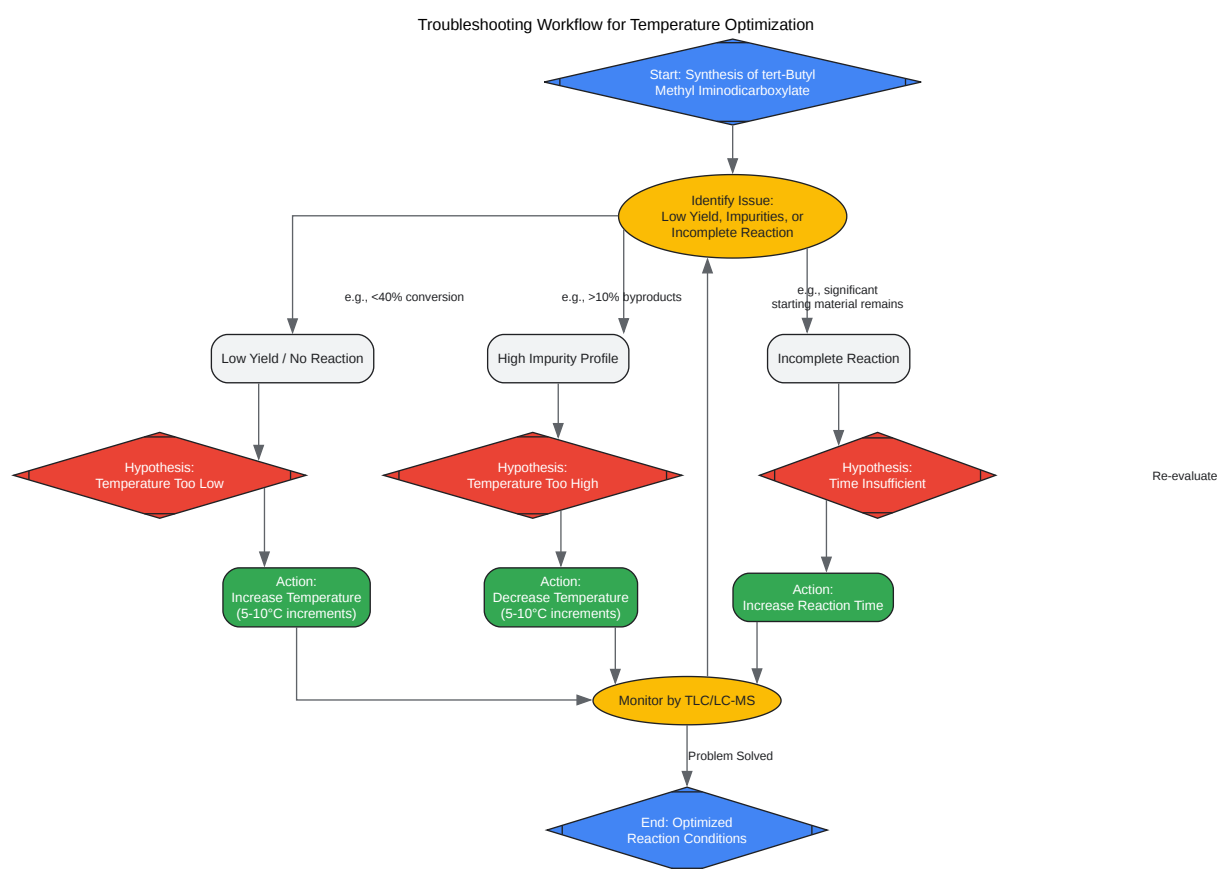 Troubleshooting Workflow for Temperature Optimization
Start: Synthesis of tert-Butyl
Methyl Iminodicarboxylate
Identify Issue:
Low Yield, Impurities, or
Incomplete Reaction
e.g., <40% conversion
e.g., >10% byproducts
e.g., significant
starting material remains
Low Yield / No Reaction
High Impurity Profile
Incomplete Reaction
Hypothesis:
Temperature Too Low
Hypothesis:
Temperature Too High
Hypothesis:
Time Insufficient
Re-evaluate
Action:
Increase Temperature
(5-10°C increments)
Action:
Decrease Temperature
(5-10°C increments)
Action:
Increase Reaction Time
Monitor by TLC/LC-MS
Problem Solved
End: Optimized
Reaction Conditions